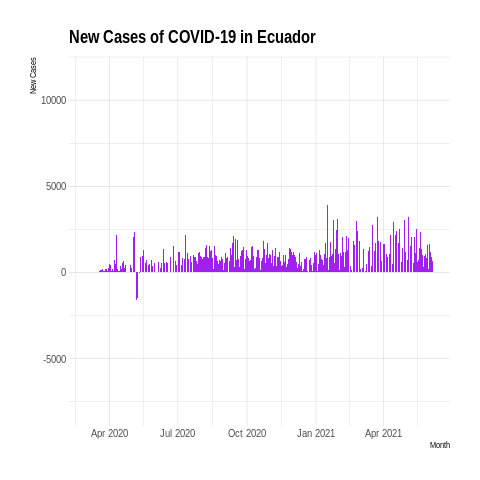 New Cases of COVID-19 in Ecuador
New Cases
10000
5000
0
-5000
Apr 2020 Jul 2020 Oct 2020 Jan 2021 Apr 2021
Month